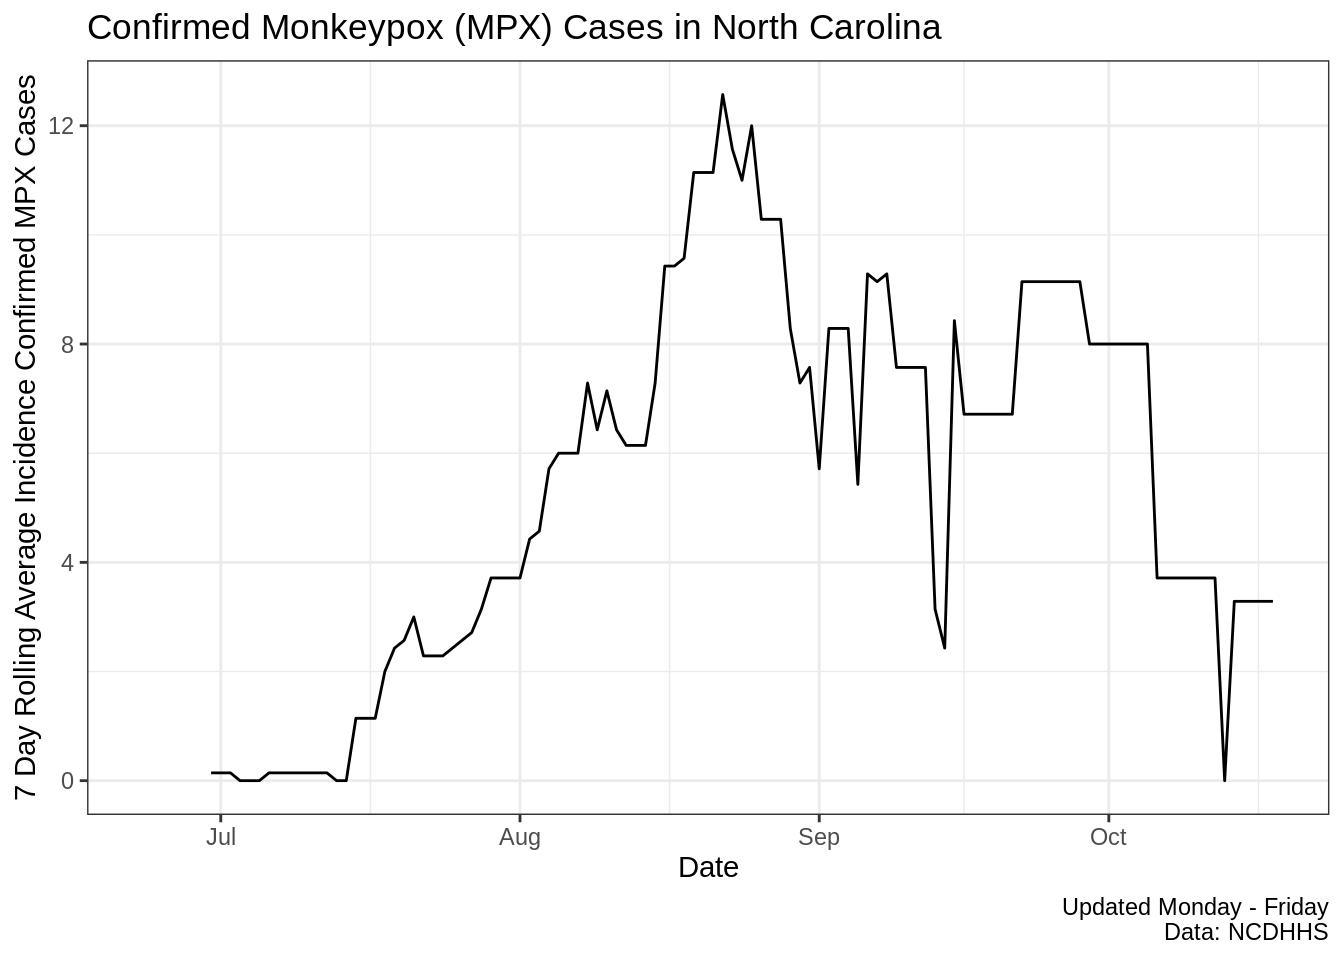 Confirmed Monkeypox (MPX) Cases in North Carolina
7 Day Rolling Average Incidence Confirmed MPX Cases
12
8
4
0
Jul Aug Sep Oct
Date
Updated Monday - Friday
Data: NCDHHS